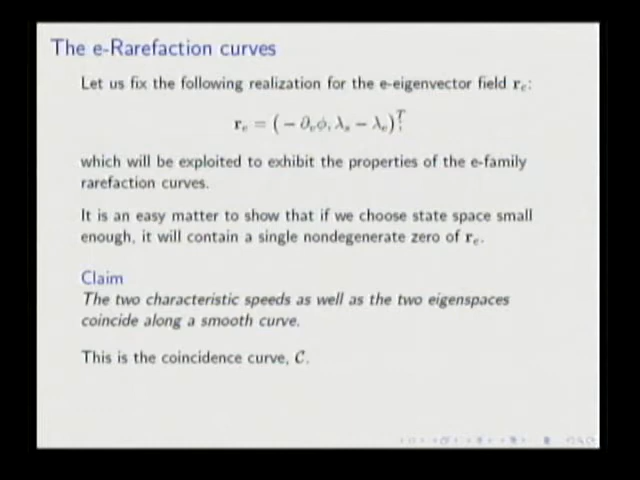 The e-Rarefaction curves
Let us fix the following realization for the e-eigenvector field r_e:
r_e = (− ∂_vϕ, λ_s − λ_e)^T,
which will be exploited to exhibit the properties of the e-family
rarefaction curves.
It is an easy matter to show that if we choose state space small
enough, it will contain a single nondegenerate zero of r_e.
Claim
The two characteristic speeds as well as the two eigenspaces
coincide along a smooth curve.
This is the coincidence curve, C.